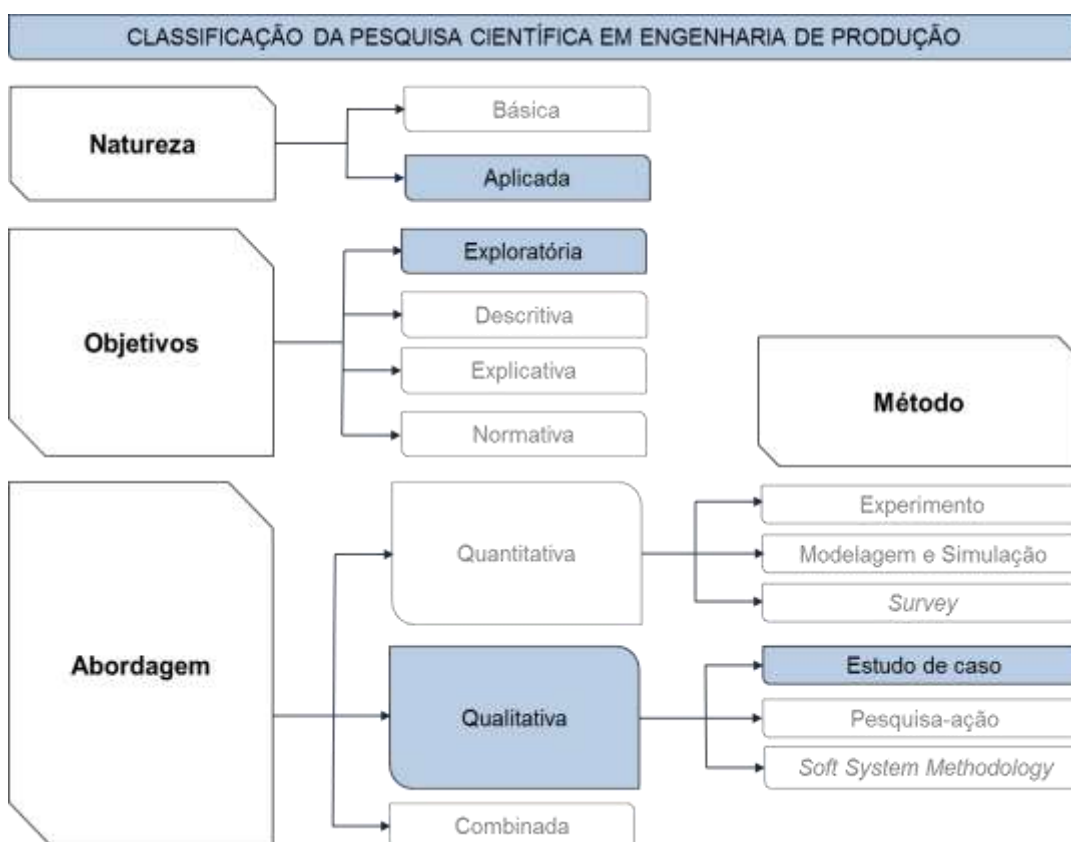 CLASSIFICAÇÃO DA PESQUISA CIENTÍFICA EM ENGENHARIA DE PRODUÇÃO
Natureza
Básica
Aplicada
Objetivos
Exploratória
Descritiva
Explicativa
Normativa
Método
Abordagem
Quantitativa
Experimento
Modelagem e Simulação
Survey
Qualitativa
Estudo de caso
Pesquisa-ação
Soft System Methodology
Combinada